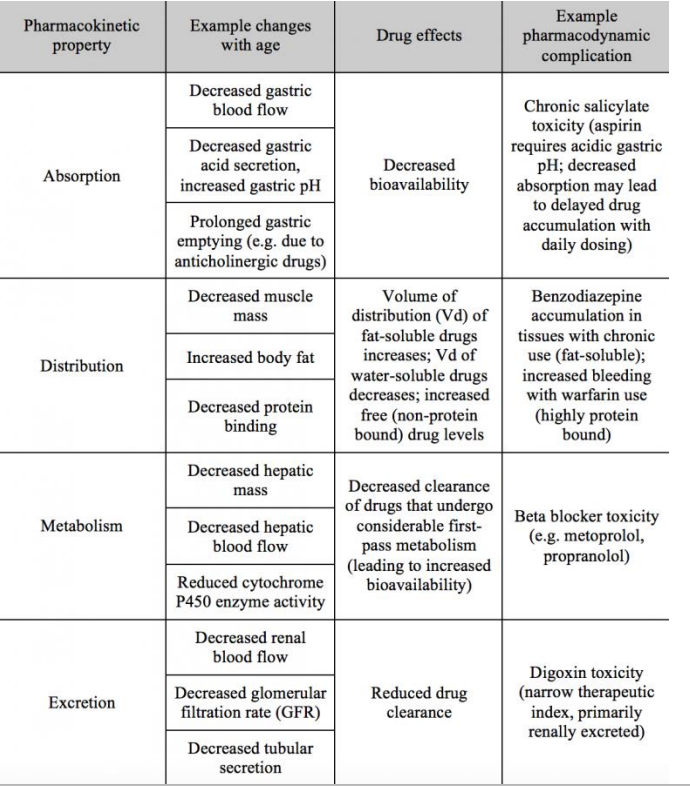 Pharmacokinetic
property
Example changes
with age
Drug effects
Example
pharmacodynamic
complication
Absorption
Decreased gastric
blood flow
Decreased gastric
acid secretion,
increased gastric pH
Prolonged gastric
emptying (e.g. due to
anticholinergic drugs)
Decreased
bioavailability
Chronic salicylate
toxicity (aspirin
requires acidic gastric
pH; decreased
absorption may lead
to delayed drug
accumulation with
daily dosing)
Distribution
Decreased muscle
mass
Increased body fat
Decreased protein
binding
Volume of
distribution (Vd) of
fat-soluble drugs
increases; Vd of
water-soluble drugs
decreases; increased
free (non-protein
bound) drug levels
Benzodiazepine
accumulation in
tissues with chronic
use (fat-soluble);
increased bleeding
with warfarin use
(highly protein
bound)
Metabolism
Decreased hepatic
mass
Decreased hepatic
blood flow
Reduced cytochrome
P450 enzyme activity
Decreased clearance
of drugs that undergo
considerable first-
pass metabolism
(leading to increased
bioavailability)
Beta blocker toxicity
(e.g. metoprolol,
propranolol)
Excretion
Decreased renal
blood flow
Decreased glomerular
filtration rate (GFR)
Decreased tubular
secretion
Reduced drug
clearance
Digoxin toxicity
(narrow therapeutic
index, primarily
renally excreted)